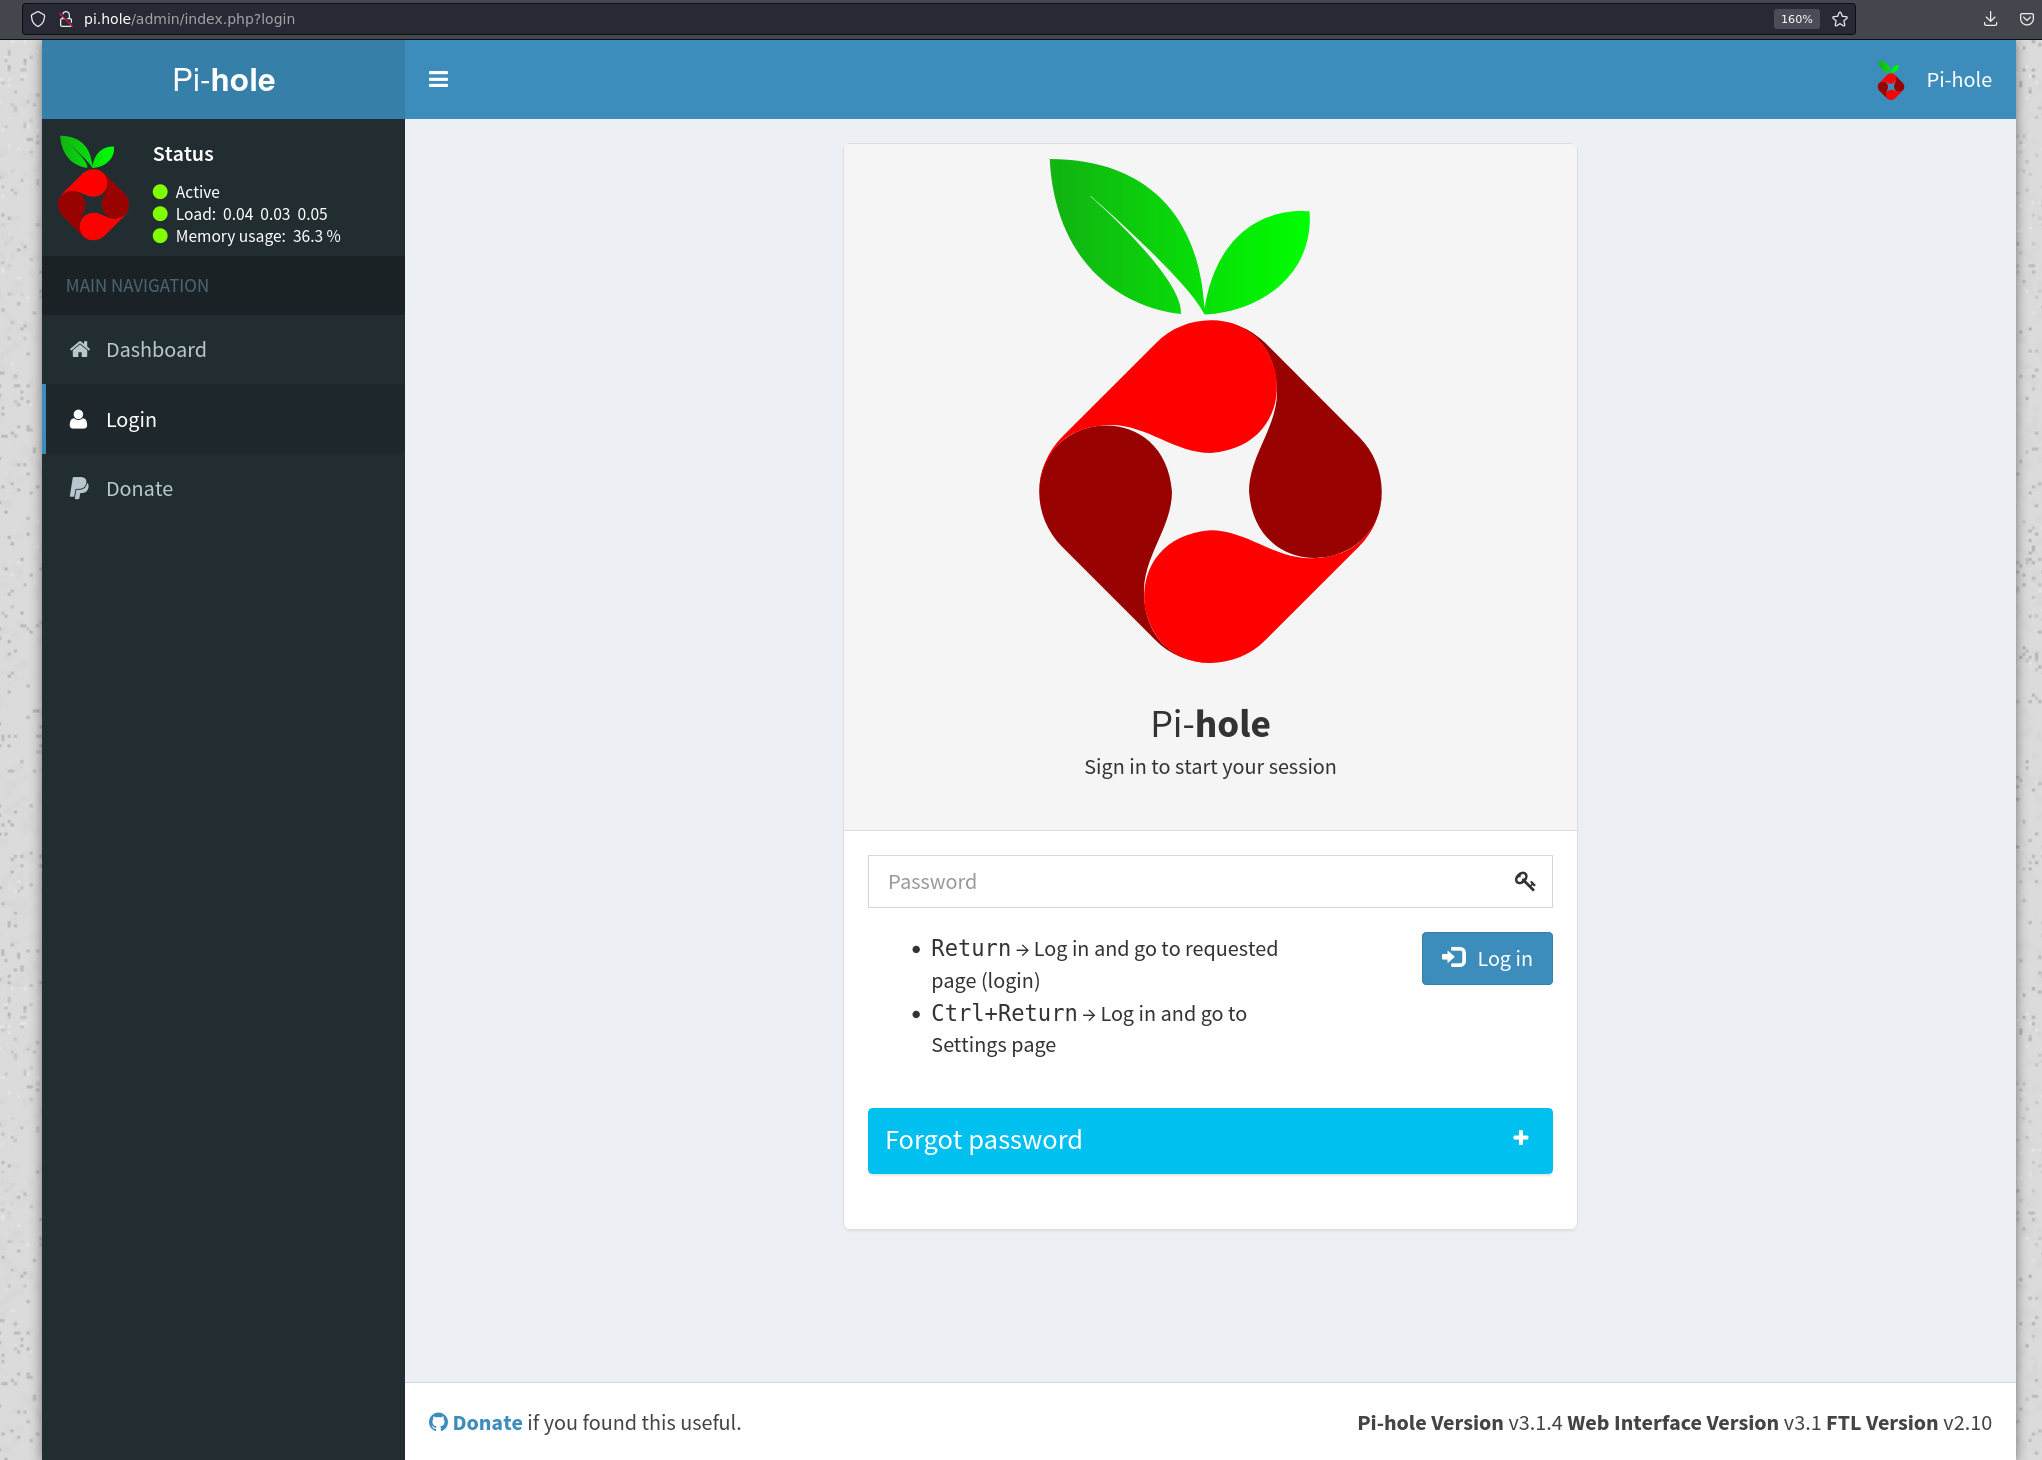 pi.hole/admin/index.php?login
160%
Pi-hole
Pi-hole
Status
Active
Load: 0.04 0.03 0.05
Memory usage: 36.3 %
MAIN NAVIGATION
Dashboard
Login
Donate
Pi-hole
Sign in to start your session
Password
Return → Log in and go to requested
page (login)
Ctrl+Return → Log in and go to
Settings page
Log in
Forgot password
Donate if you found this useful.
Pi-hole Version v3.1.4 Web Interface Version v3.1 FTL Version v2.10